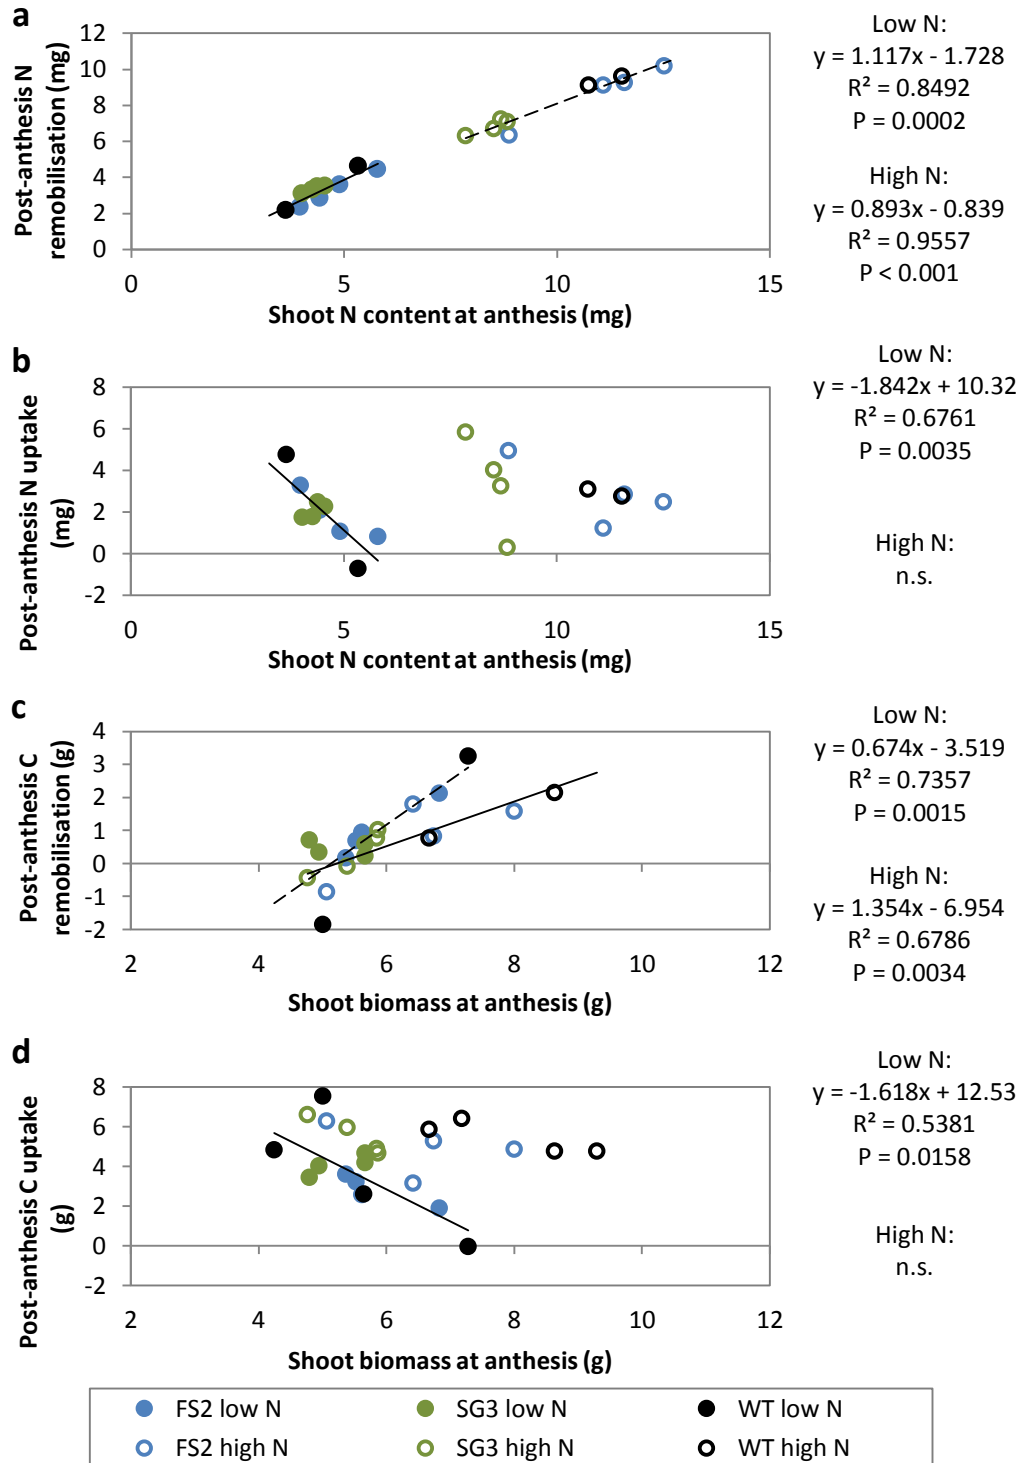 a
Post-anthesis N
remobilisation (mg)
12
10
8
6
4
2
0
0 5 10 15
Shoot N content at anthesis (mg)
Low N:
y = 1.117x - 1.728
R² = 0.8492
P = 0.0002
High N:
y = 0.893x - 0.839
R² = 0.9557
P < 0.001
b
Post-anthesis N uptake
(mg)
8
6
4
2
0
-2
0 5 10 15
Shoot N content at anthesis (mg)
Low N:
y = -1.842x + 10.32
R² = 0.6761
P = 0.0035
High N:
n.s.
c
Post-anthesis C
remobilisation (g)
4
3
2
1
0
-1
-2
2 4 6 8 10 12
Shoot biomass at anthesis (g)
Low N:
y = 0.674x - 3.519
R² = 0.7357
P = 0.0015
High N:
y = 1.354x - 6.954
R² = 0.6786
P = 0.0034
d
Post-anthesis C uptake
(g)
8
6
4
2
0
-2
2 4 6 8 10 12
Shoot biomass at anthesis (g)
Low N:
y = -1.618x + 12.53
R² = 0.5381
P = 0.0158
High N:
n.s.
FS2 low N SG3 low N WT low N
FS2 high N SG3 high N WT high N